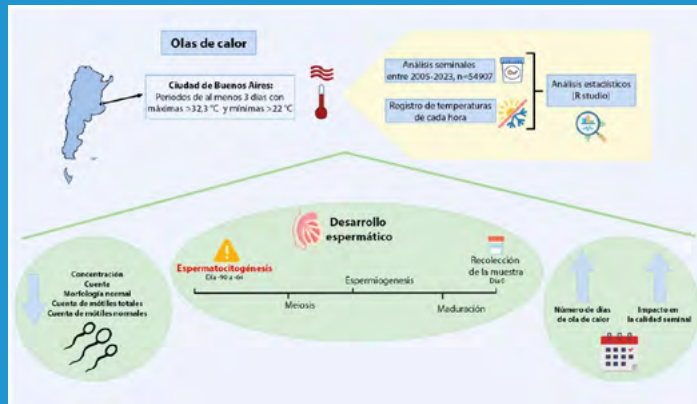 Olas de calor
Ciudad de Buenos Aires:
Periodos de al menos 3 días con
máximas >32,3 °C y mínimas >22 °C
Análisis seminales
entre 2005-2023, n=54907
Registro de temperaturas
de cada hora
Análisis estadísticos
(R studio)
Desarrollo
espermático
Espermatocitogénesis
Día -90 a
Meiosis
Espermiogenesis
Maduración
Recolección
de la muestra
Concentración
Cuenta
Morfología normal
Cuenta de mótiles totales
Cuenta de mótiles normales
Número de días
de ola de calor
Impacto en
la calidad seminal